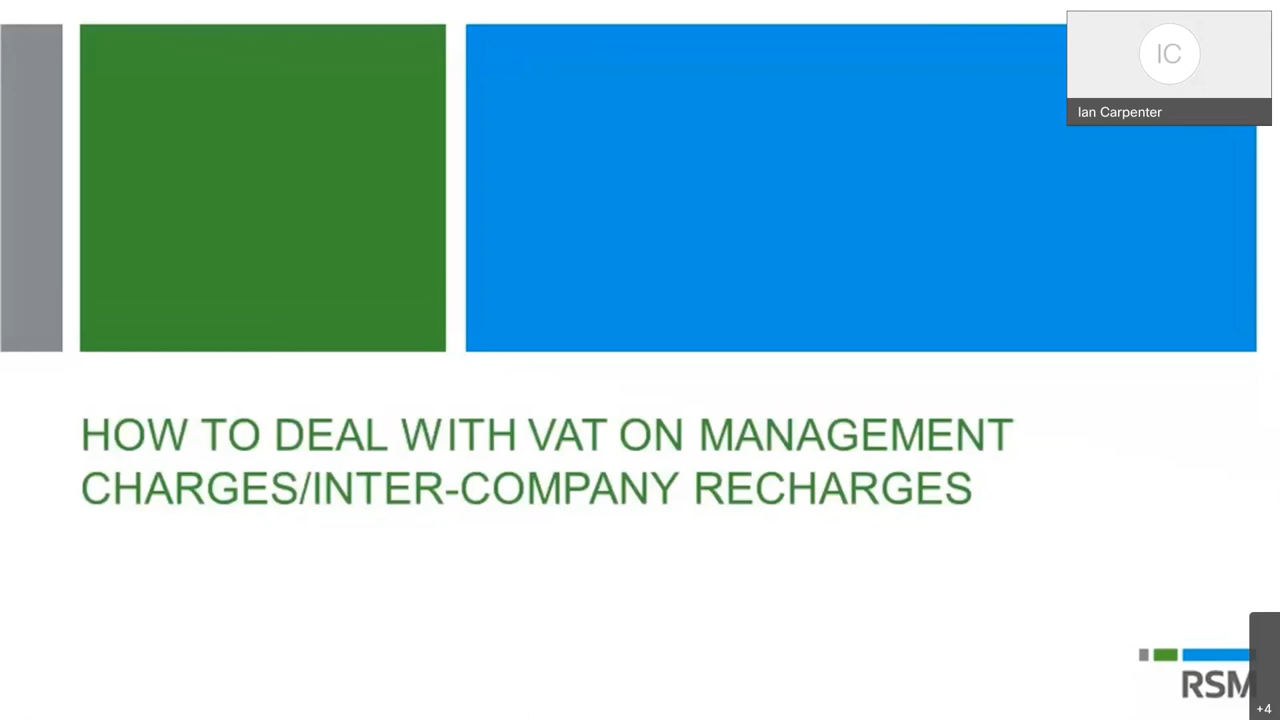 IC
Ian Carpenter
HOW TO DEAL WITH VAT ON MANAGEMENT
CHARGES/INTER-COMPANY RECHARGES
RSM
+4